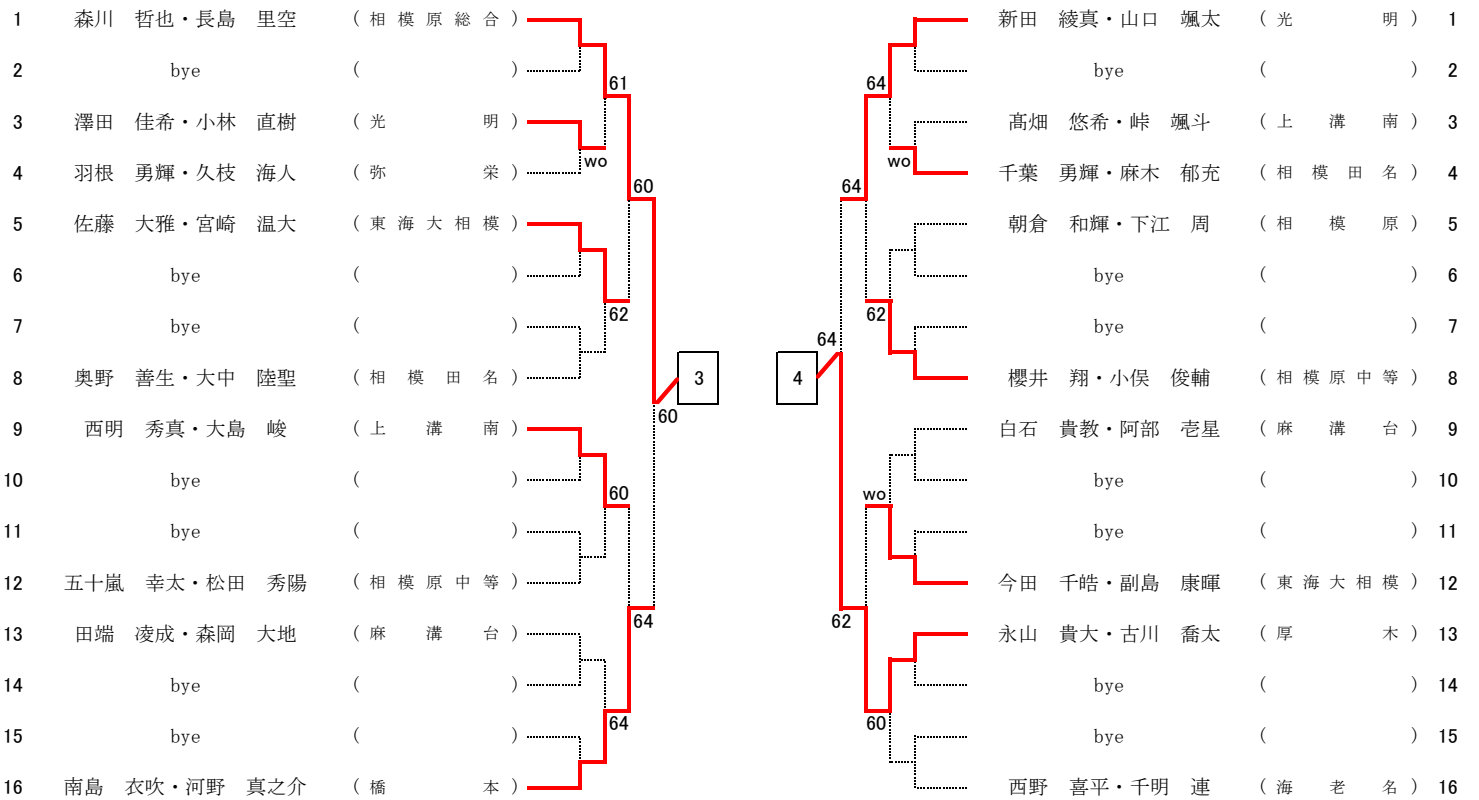 1 森川 哲也・長島 里空 (相模原総合) 新田 綾真・山口 颯太 (光明) 1
2 bye ( ) 61 64 bye ( ) 2
3 澤田 佳希・小林 直樹 (光明) 髙畑 悠希・峠 颯斗 (上溝南) 3
4 羽根 勇輝・久枝 海人 (弥栄) wo 60 64 wo 千葉 勇輝・麻木 郁充 (相模田名) 4
5 佐藤 大雅・宮崎 温大 (東海大相模) 朝倉 和輝・下江 周 (相模原) 5
6 bye ( ) bye ( ) 6
7 bye ( ) 62 62 bye ( ) 7
8 奥野 善生・大中 陸聖 (相模田名) 3 64 4 櫻井 翔・小俣 俊輔 (相模原中等) 8
9 西明 秀真・大島 峻 (上溝南) 60 白石 貴教・阿部 壱星 (麻溝台) 9
10 bye ( ) 60 wo bye ( ) 10
11 bye ( ) bye ( ) 11
12 五十嵐 幸太・松田 秀陽 (相模原中等) 今田 千皓・副島 康暉 (東海大相模) 12
13 田端 凌成・森岡 大地 (麻溝台) 64 62 永山 貴大・古川 喬太 (厚木) 13
14 bye ( ) bye ( ) 14
15 bye ( ) 64 60 bye ( ) 15
16 南島 衣吹・河野 真之介 (橋本) 西野 喜平・千明 連 (海老名) 16